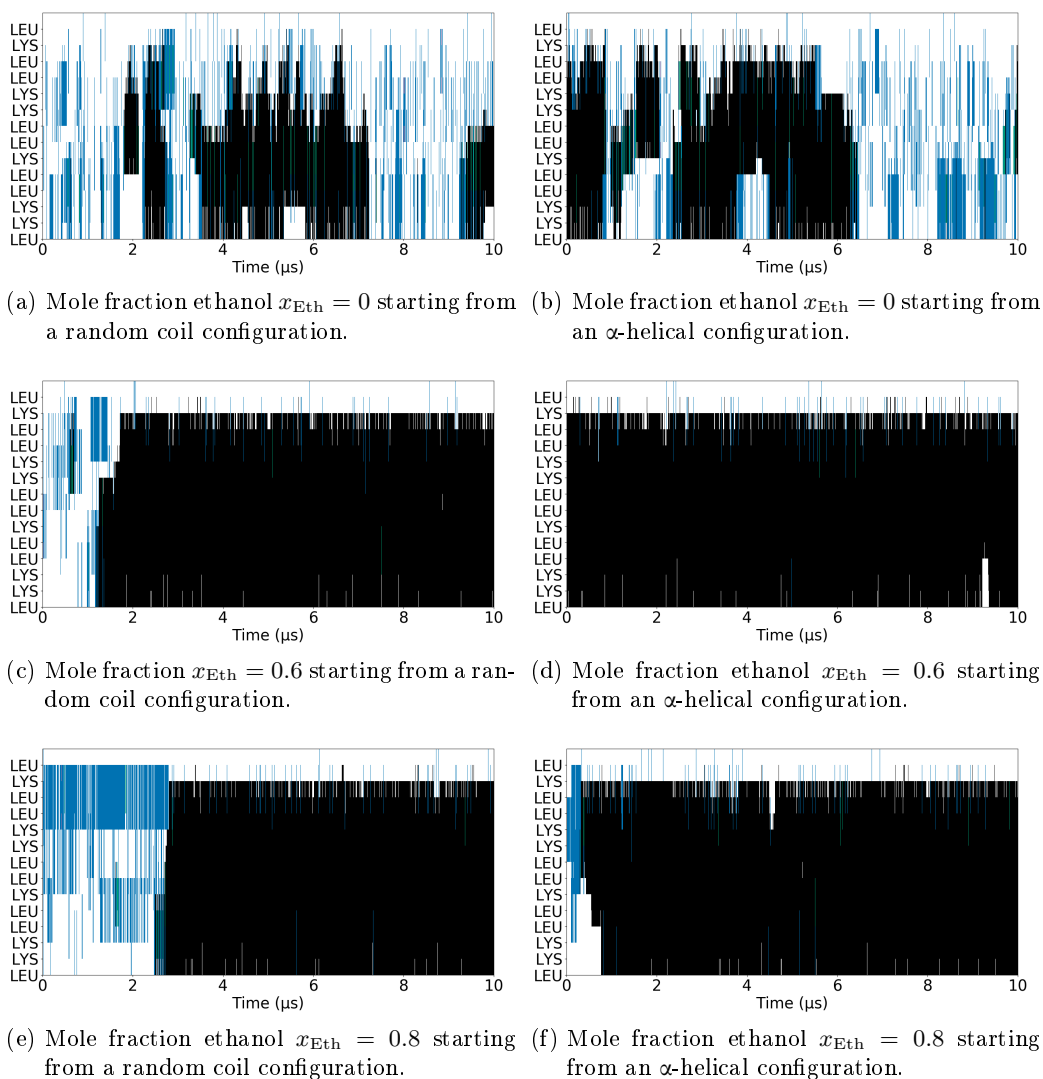 LEU
LYS
LEU
LEU
LYS
LYS
LEU
LEU
LYS
LEU
LEU
LYS
LYS
LEU
0 2 4 6 8 10
Time (µs)
LEU
LYS
LEU
LEU
LYS
LYS
LEU
LEU
LYS
LEU
LEU
LYS
LYS
LEU
0 2 4 6 8 10
Time (µs)
(a) Mole fraction ethanol xEth = 0 starting from
a random coil configuration.
(b) Mole fraction ethanol xEth = 0 starting from
an α-helical configuration.
LEU
LYS
LEU
LEU
LYS
LYS
LEU
LEU
LYS
LEU
LEU
LYS
LYS
LEU
0 2 4 6 8 10
Time (µs)
LEU
LYS
LEU
LEU
LYS
LYS
LEU
LEU
LYS
LEU
LEU
LYS
LYS
LEU
0 2 4 6 8 10
Time (µs)
(c) Mole fraction xEth = 0.6 starting from a ran-
dom coil configuration.
(d) Mole fraction ethanol xEth = 0.6 starting
from an α-helical configuration.
LEU
LYS
LEU
LEU
LYS
LYS
LEU
LEU
LYS
LEU
LEU
LYS
LYS
LEU
0 2 4 6 8 10
Time (µs)
LEU
LYS
LEU
LEU
LYS
LYS
LEU
LEU
LYS
LEU
LEU
LYS
LYS
LEU
0 2 4 6 8 10
Time (µs)
(e) Mole fraction ethanol xEth = 0.8 starting
from a random coil configuration.
(f) Mole fraction ethanol xEth = 0.8 starting
from an α-helical configuration.